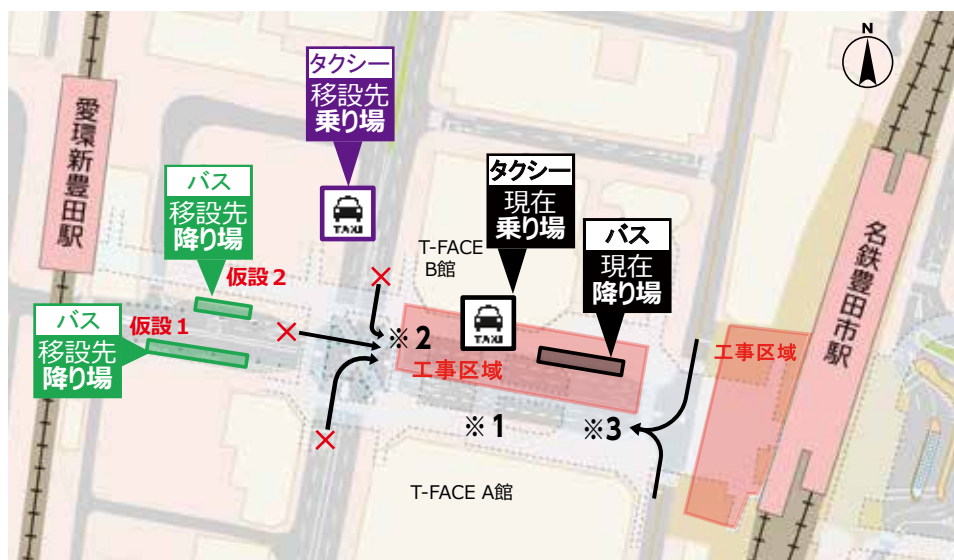 N
タクシー
移設先
乗り場
愛環新豊田駅
バス
移設先
降り場
仮設2
TAXI
タクシー
現在
乗り場
T-FACE
B館
バス
現在
降り場
名鉄豊田市駅
バス
移設先
降り場
仮設1
TAXI
※2
工事区域
工事区域
※1
※3
T-FACE A館